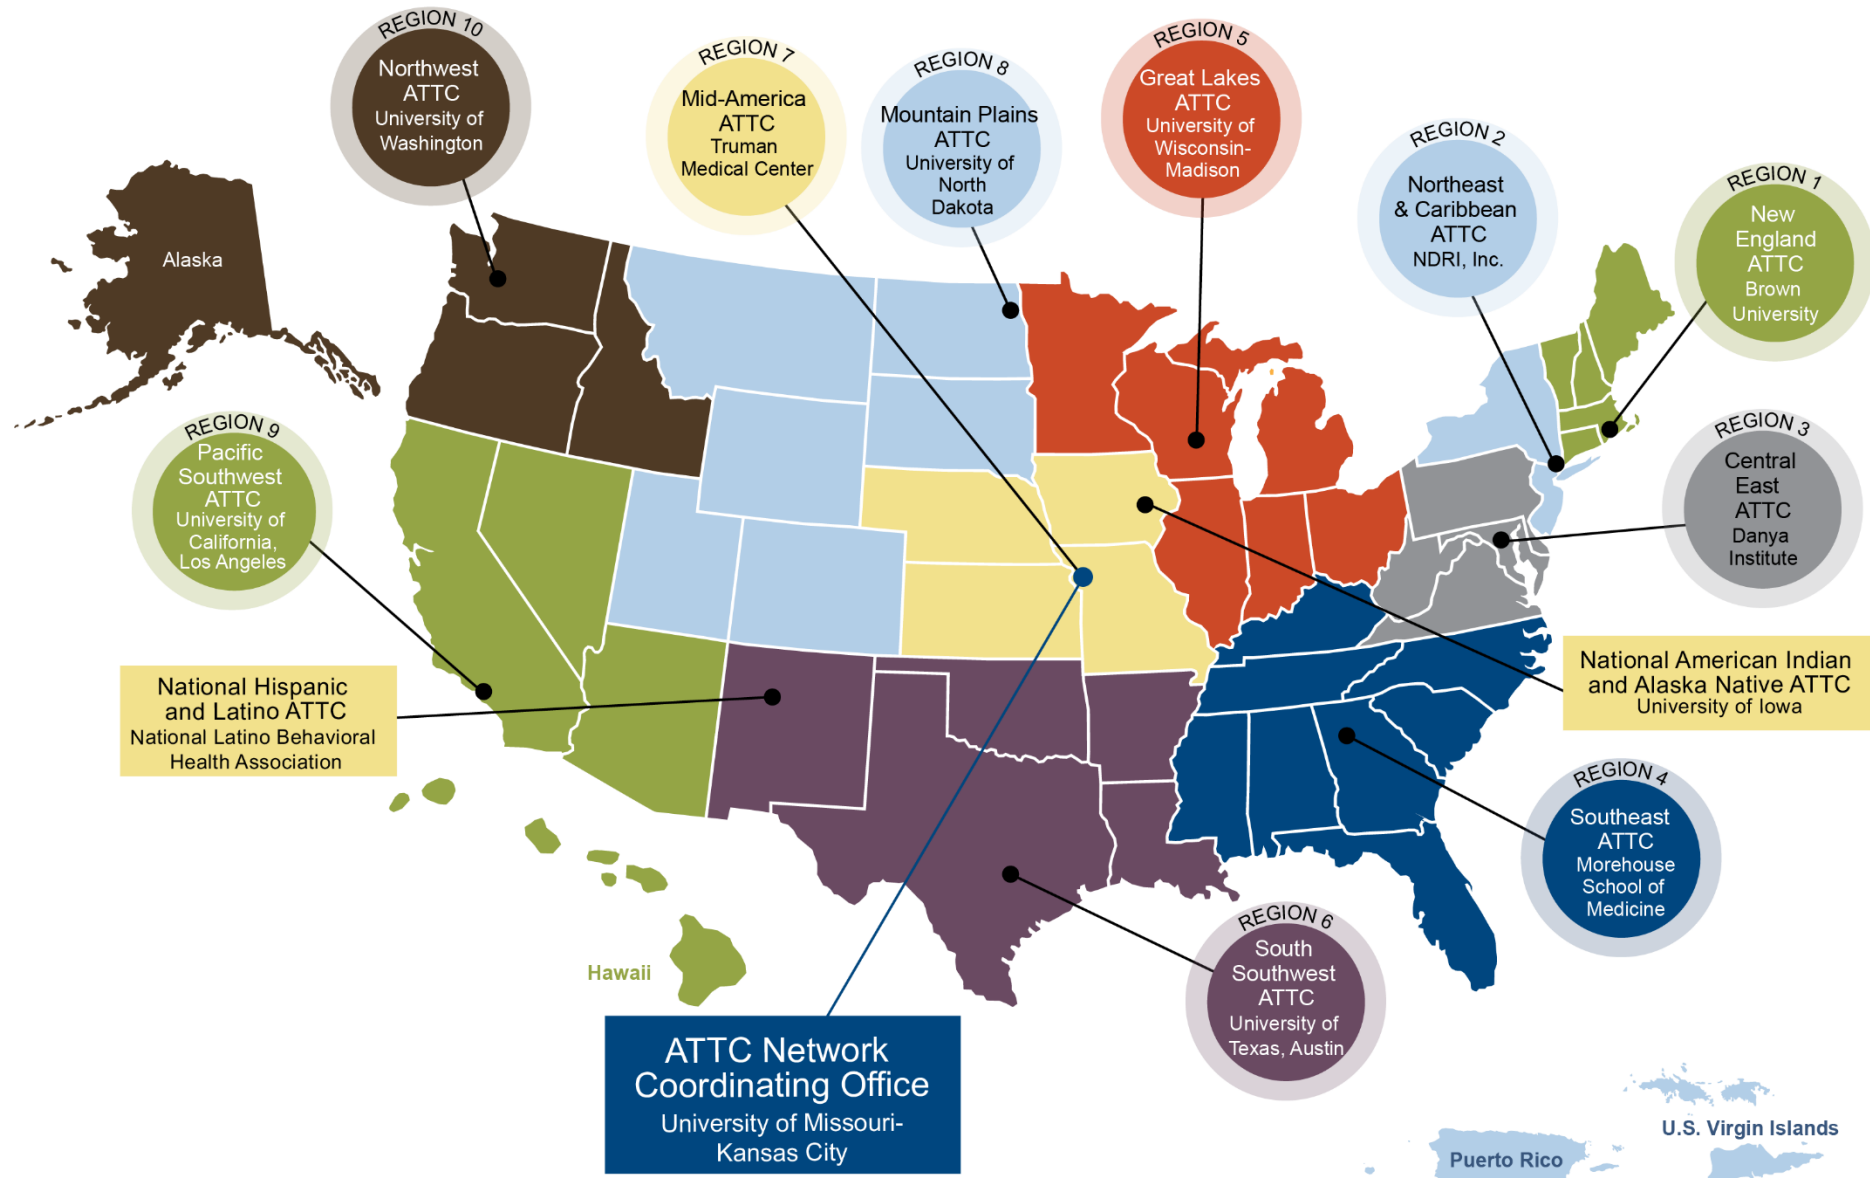 REGION 10
Northwest
ATTC
University of
Washington
REGION 7
Mid-America
ATTC
Truman
Medical Center
REGION 8
Mountain Plains
ATTC
University of
North
Dakota
REGION 5
Great Lakes
ATTC
University of
Wisconsin-
Madison
REGION 2
Northeast
& Caribbean
ATTC
NDRI, Inc.
REGION 1
New
England
ATTC
Brown
University
Alaska
REGION 9
Pacific
Southwest
ATTC
University of
California,
Los Angeles
REGION 3
Central
East
ATTC
Danya
Institute
National Hispanic
and Latino ATTC
National Latino Behavioral
Health Association
National American Indian
and Alaska Native ATTC
University of Iowa
REGION 4
Southeast
ATTC
Morehouse
School of
Medicine
REGION 6
South
Southwest
ATTC
University of
Texas, Austin
Hawaii
ATTC Network
Coordinating Office
University of Missouri-
Kansas City
U.S. Virgin Islands
Puerto Rico